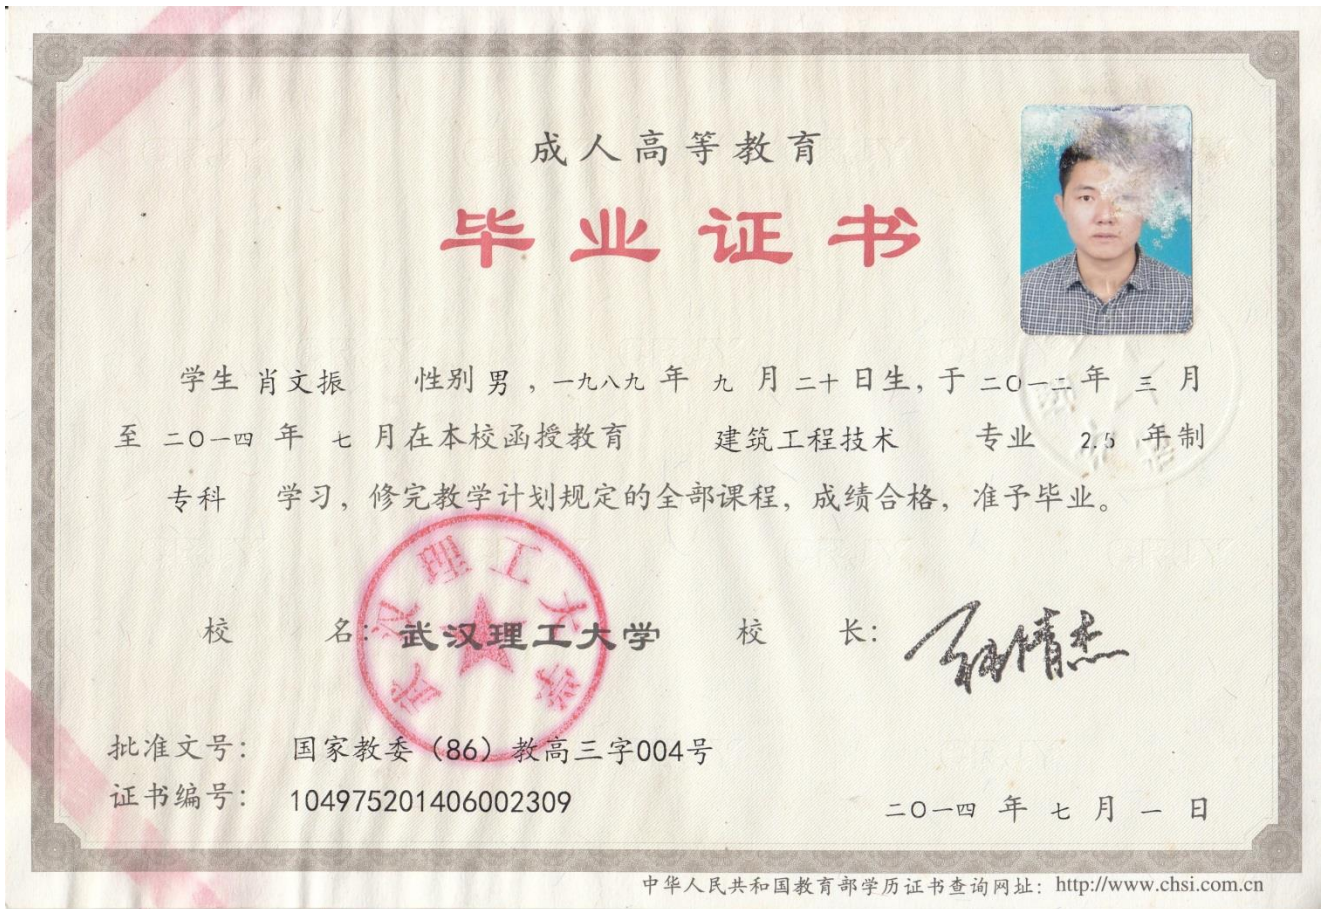 成人高等教育
毕业证书
学生 肖文振 性别 男 ，一九八九 年 九 月 二十 日生，于 二〇一二 年 三 月
至 二〇一四 年 七 月在本校函授教育 建筑工程技术 专业 2.5 年制
专科 学习，修完教学计划规定的全部课程，成绩合格，准予毕业。
武汉理工大学
校 名：武汉理工大学 校 长：
批准文号： 国家教委（86）教高三字004号
证书编号： 104975201406002309
二〇一四 年 七 月 一 日
中华人民共和国教育部学历证书查询网址：http://www.chsi.com.cn